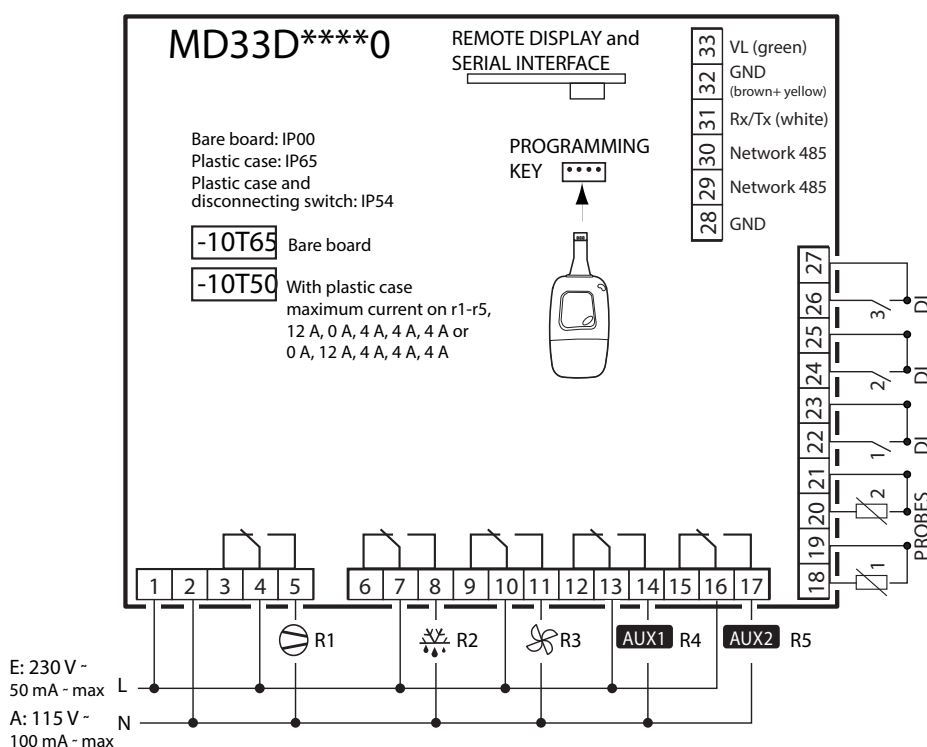 MD33D****0
REMOTE DISPLAY and
SERIAL INTERFACE
33 VL (green)
32 GND
(brown+ yellow)
31 Rx/Tx (white)
30 Network 485
29 Network 485
28 GND
Bare board: IP00
Plastic case: IP65
Plastic case and
disconnecting switch: IP54
PROGRAMMING
KEY
-10T65 Bare board
-10T50 With plastic case
maximum current on r1-r5,
12 A, 0 A, 4 A, 4 A, 4 A or
0 A, 12 A, 4 A, 4 A, 4 A
27
26 3 DI
25
24 2 DI
23
22 1 DI
21
20 2
19
18 1
PROBES
1 2 3 4 5 6 7 8 9 10 11 12 13 14 15 16 17
R1 R2 R3 AUX1 R4 AUX2 R5
E: 230 V ~
50 mA ~ max L
A: 115 V ~
N
100 mA ~ max